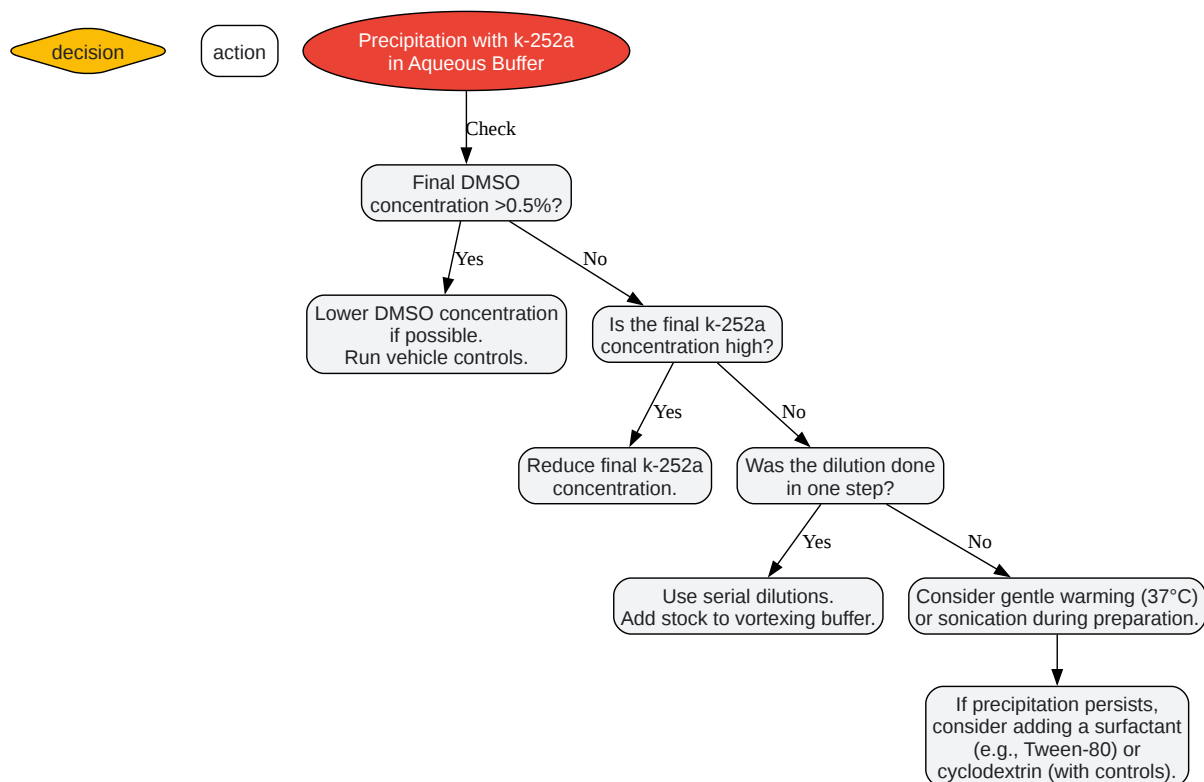 decision
action
Precipitation with k-252a
in Aqueous Buffer
Check
Final DMSO
concentration >0.5%?
Yes
No
Lower DMSO concentration
if possible.
Run vehicle controls.
Is the final k-252a
concentration high?
Yes
No
Reduce final k-252a
concentration.
Was the dilution done
in one step?
Yes
No
Use serial dilutions.
Add stock to vortexing buffer.
Consider gentle warming (37°C)
or sonication during preparation.
If precipitation persists,
consider adding a surfactant
(e.g., Tween-80) or
cyclodextrin (with controls).